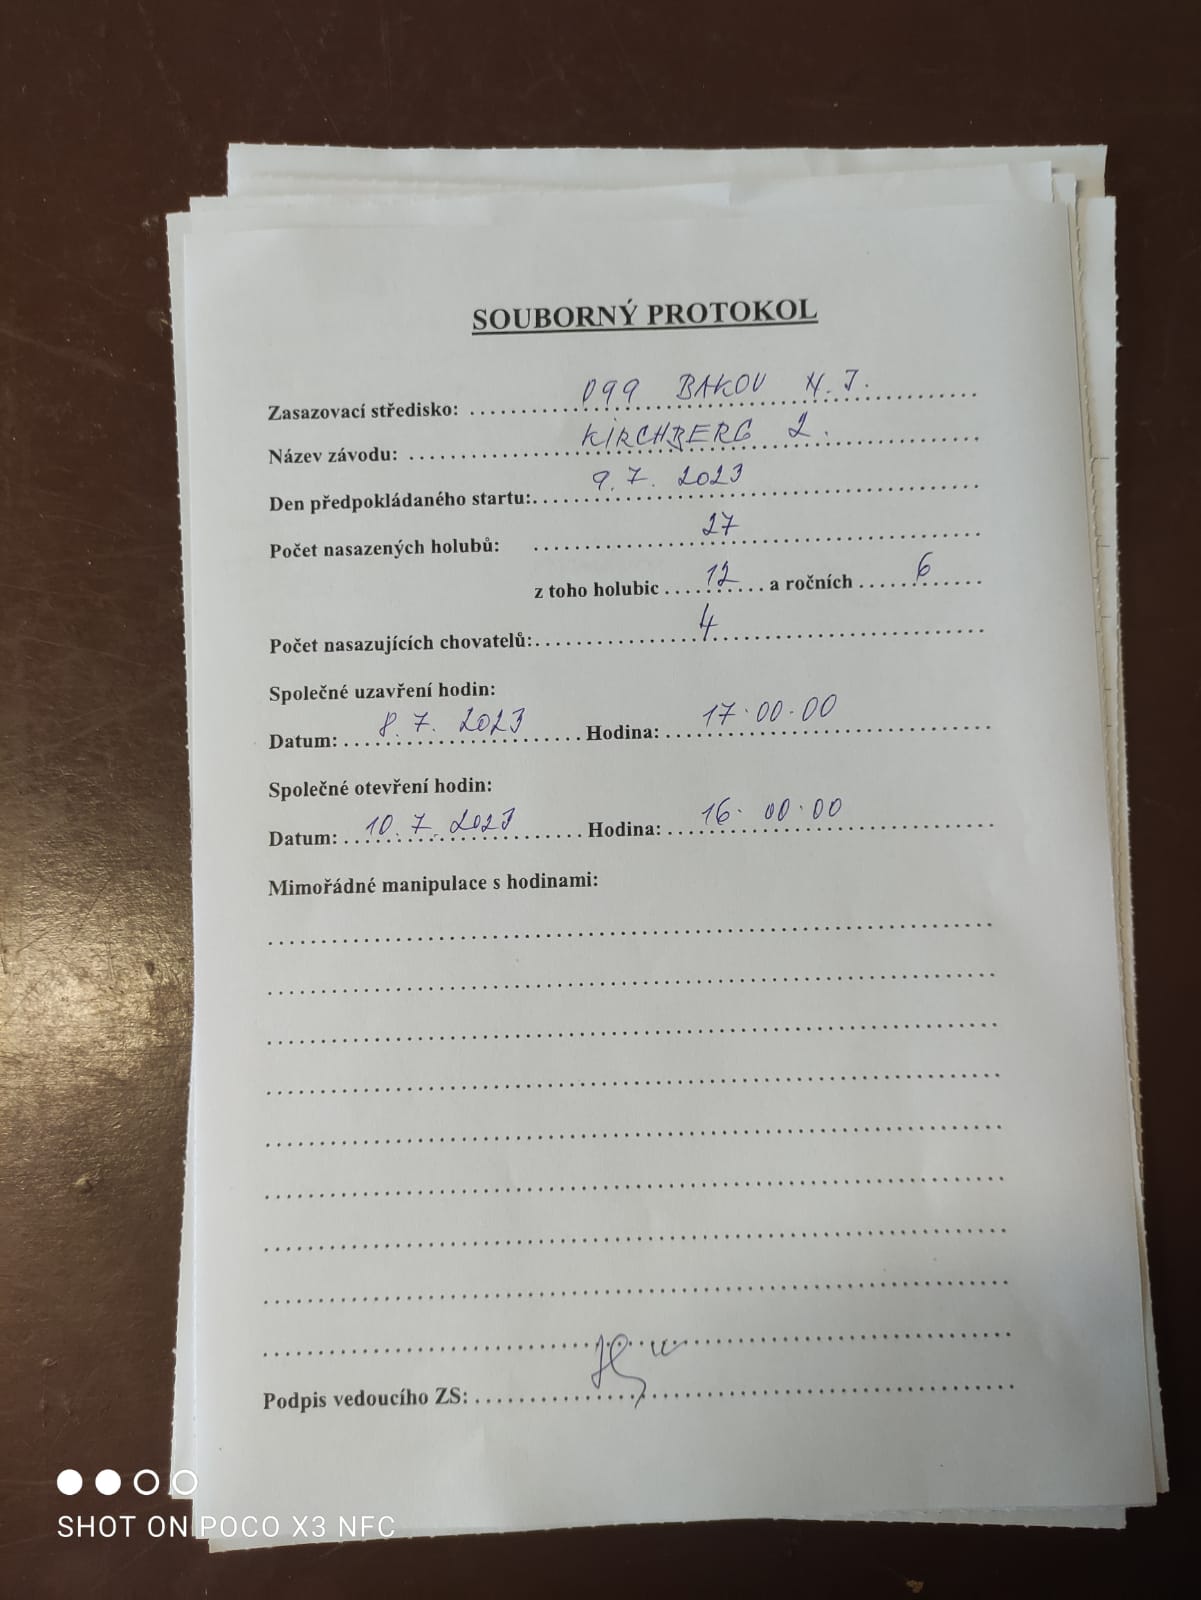 SOUBORNÝ PROTOKOL
Zasazovací středisko: 099 BAKOV N.J.
Název závodu: KIRCHBERG 2.
Den předpokládaného startu: 9.7.2023
Počet nasazených holubů: 27
z toho holubic 12 a ročních 6
Počet nasazujících chovatelů: 4
Společné uzavření hodin:
Datum: 8.7.2023 Hodina: 17.00.00
Společné otevření hodin:
Datum: 10.7.2023 Hodina: 16.00.00
Mimořádné manipulace s hodinami:
Podpis vedoucího ZS:
SHOT ON POCO X3 NFC